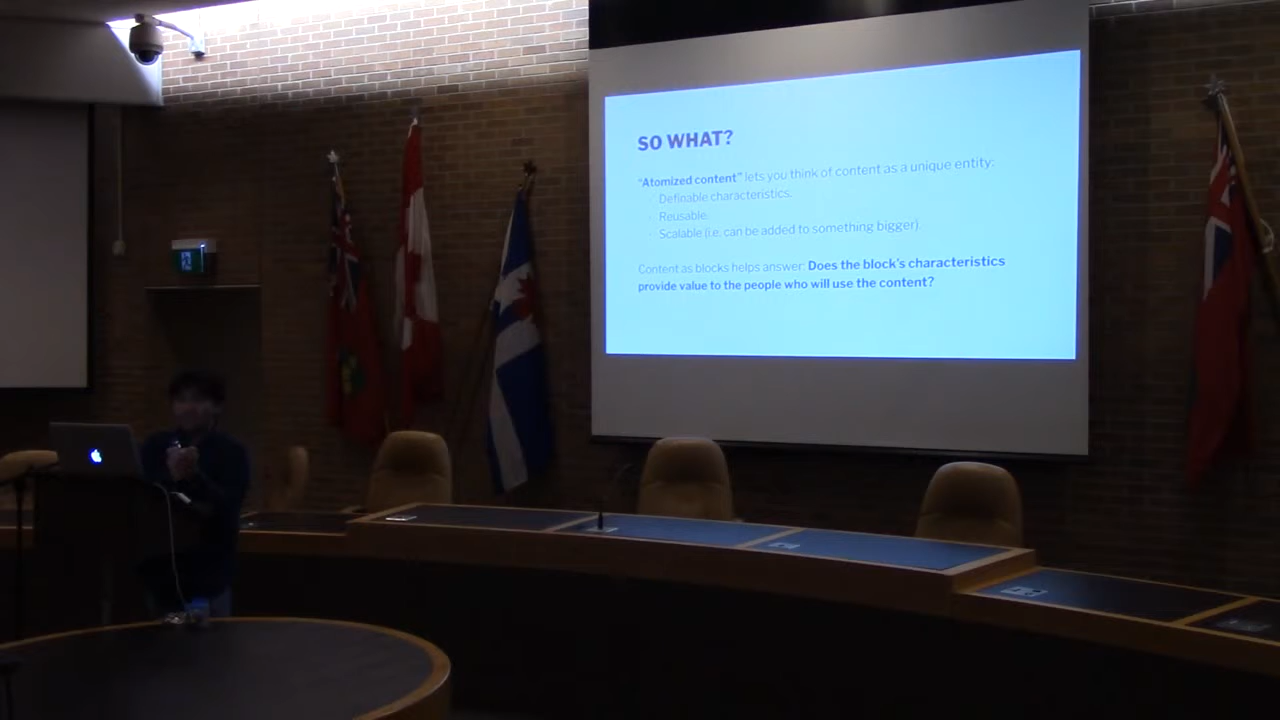 SO WHAT?
“Atomized content” lets you think of content as a unique entity:
· Definable characteristics.
· Reusable.
· Scalable (i.e. can be added to something bigger).
Content as blocks helps answer: Does the block's characteristics
provide value to the people who will use the content?